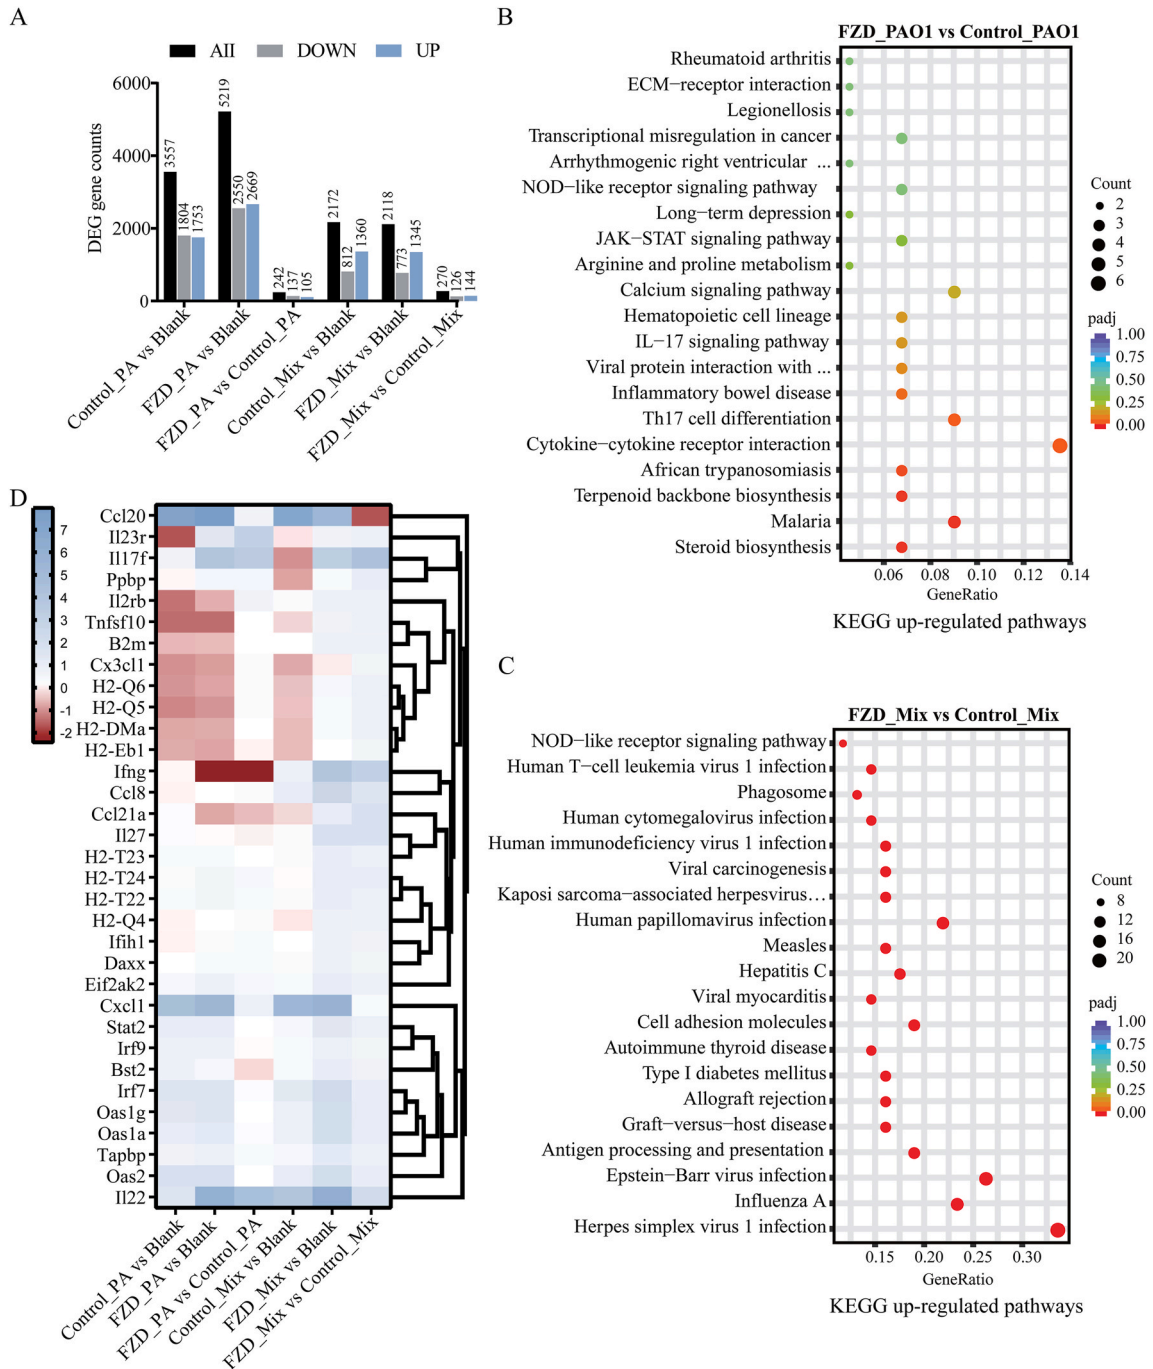 A
All DOWN UP
DEG gene counts
6000
4000
2000
0
3557
1804
1753
5219
2550
2669
242
137
105
2172
812
1360
2118
773
1345
270
126
144
Control_PA vs Blank
FZD_PA vs Blank
FZD_PA vs Control_PA
Control_Mix vs Blank
FZD_Mix vs Blank
FZD_Mix vs Control_Mix
B
FZD_PAO1 vs Control_PAO1
Rheumatoid arthritis
ECM−receptor interaction
Legionellosis
Transcriptional misregulation in cancer
Arrhythmogenic right ventricular ...
NOD−like receptor signaling pathway
Long−term depression
JAK−STAT signaling pathway
Arginine and proline metabolism
Calcium signaling pathway
Hematopoietic cell lineage
IL−17 signaling pathway
Viral protein interaction with ...
Inflammatory bowel disease
Th17 cell differentiation
Cytokine−cytokine receptor interaction
African trypanosomiasis
Terpenoid backbone biosynthesis
Malaria
Steroid biosynthesis
0.06 0.08 0.10 0.12 0.14
GeneRatio
KEGG up-regulated pathways
Count
2
3
4
5
6
padj
1.00
0.75
0.50
0.25
0.00
C
FZD_Mix vs Control_Mix
NOD−like receptor signaling pathway
Human T−cell leukemia virus 1 infection
Phagosome
Human cytomegalovirus infection
Human immunodeficiency virus 1 infection
Viral carcinogenesis
Kaposi sarcoma−associated herpesvirus...
Human papillomavirus infection
Measles
Hepatitis C
Viral myocarditis
Cell adhesion molecules
Autoimmune thyroid disease
Type I diabetes mellitus
Allograft rejection
Graft−versus−host disease
Antigen processing and presentation
Epstein−Barr virus infection
Influenza A
Herpes simplex virus 1 infection
0.15 0.20 0.25 0.30
GeneRatio
KEGG up-regulated pathways
Count
8
12
16
20
padj
1.00
0.75
0.50
0.25
0.00
D
7
6
5
4
3
2
1
0
-1
-2
Ccl20
Il23r
Il17f
Ppbp
Il2rb
Tnfsf10
B2m
Cx3cl1
H2-Q6
H2-Q5
H2-DMa
H2-Eb1
Ifng
Ccl8
Ccl21a
Il27
H2-T23
H2-T24
H2-T22
H2-Q4
Ifih1
Daxx
Eif2ak2
Cxcl1
Stat2
Irf9
Bst2
Irf7
Oas1g
Oas1a
Tapbp
Oas2
Il22
Control_PA vs Blank
FZD_PA vs Blank
FZD_PA vs Control_PA
Control_Mix vs Blank
FZD_Mix vs Blank
FZD_Mix vs Control_Mix